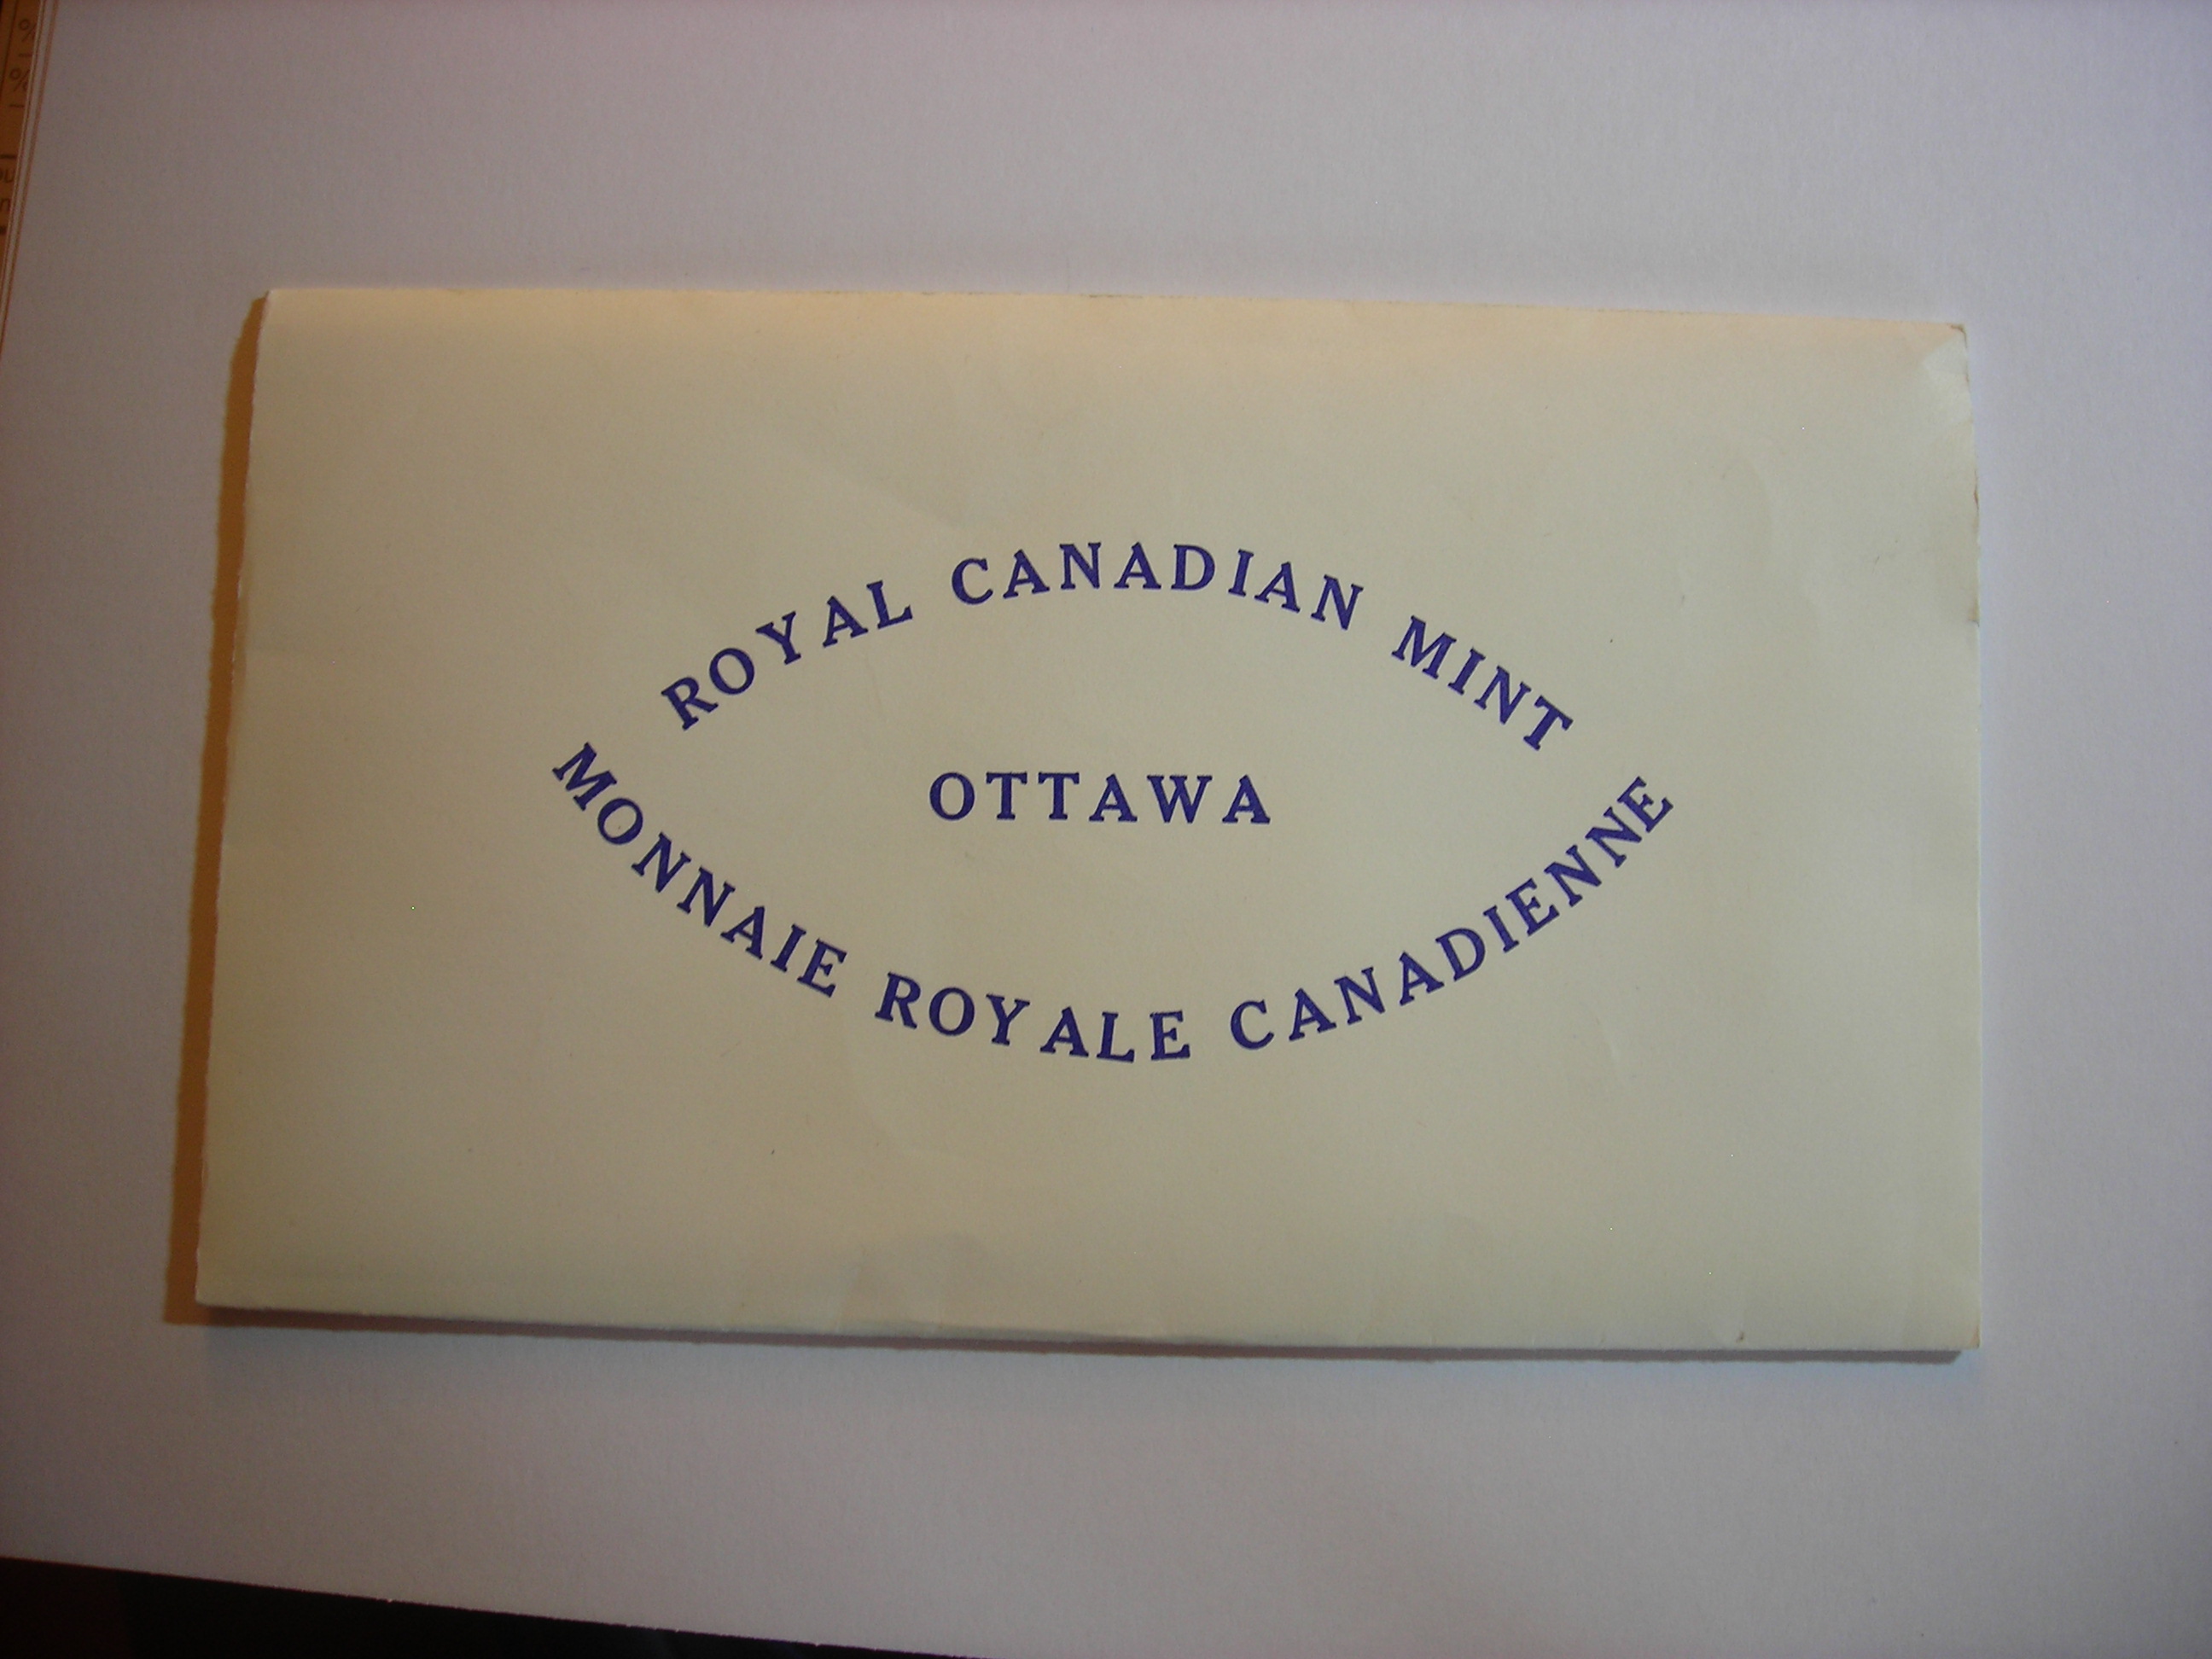 ROYAL CANADIAN MINT
OTTAWA
MONNAIE ROYALE CANADIENNE
%
%